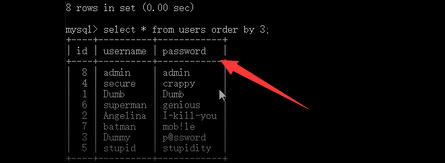 8 rows in set (0.00 sec)
mysql> select * from users order by 3;
| id | username | password |
| 8 | admin | admin |
| 4 | secure | crappy |
| 1 | Dumb | Dumb |
| 6 | superman | genious |
| 2 | Angelina | I-kill-you |
| 7 | batman | mob!le |
| 3 | Dummy | p@ssword |
| 5 | stupid | stupidity |